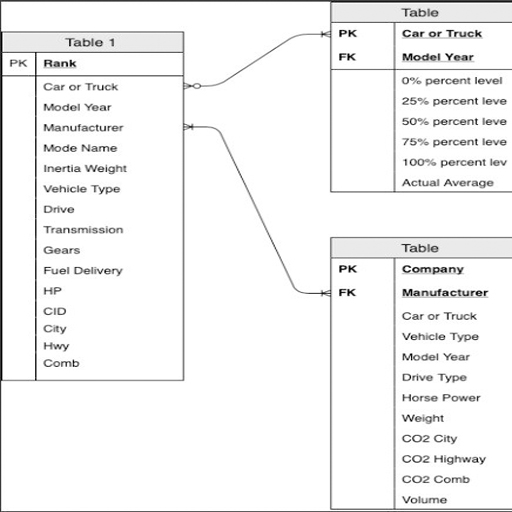 Table 1
PK Rank
Car or Truck
Model Year
Manufacturer
Mode Name
Inertia Weight
Vehicle Type
Drive
Transmission
Gears
Fuel Delivery
HP
CID
City
Hwy
Comb
Table
PK Car or Truck
FK Model Year
0% percent level
25% percent leve
50% percent leve
75% percent leve
100% percent lev
Actual Average
Table
PK Company
FK Manufacturer
Car or Truck
Vehicle Type
Model Year
Drive Type
Horse Power
Weight
CO2 City
CO2 Highway
CO2 Comb
Volume